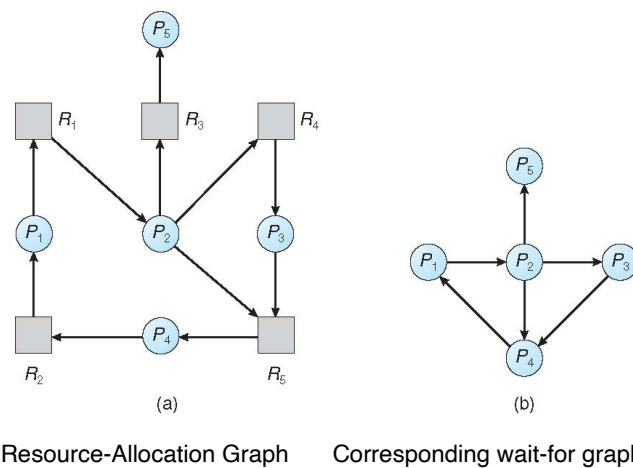 P5
R1
R3
R4
P1
P2
P3
P4
R2
R5
(a)
P5
P1
P2
P3
P4
(b)
Resource-Allocation Graph
Corresponding wait-for graph